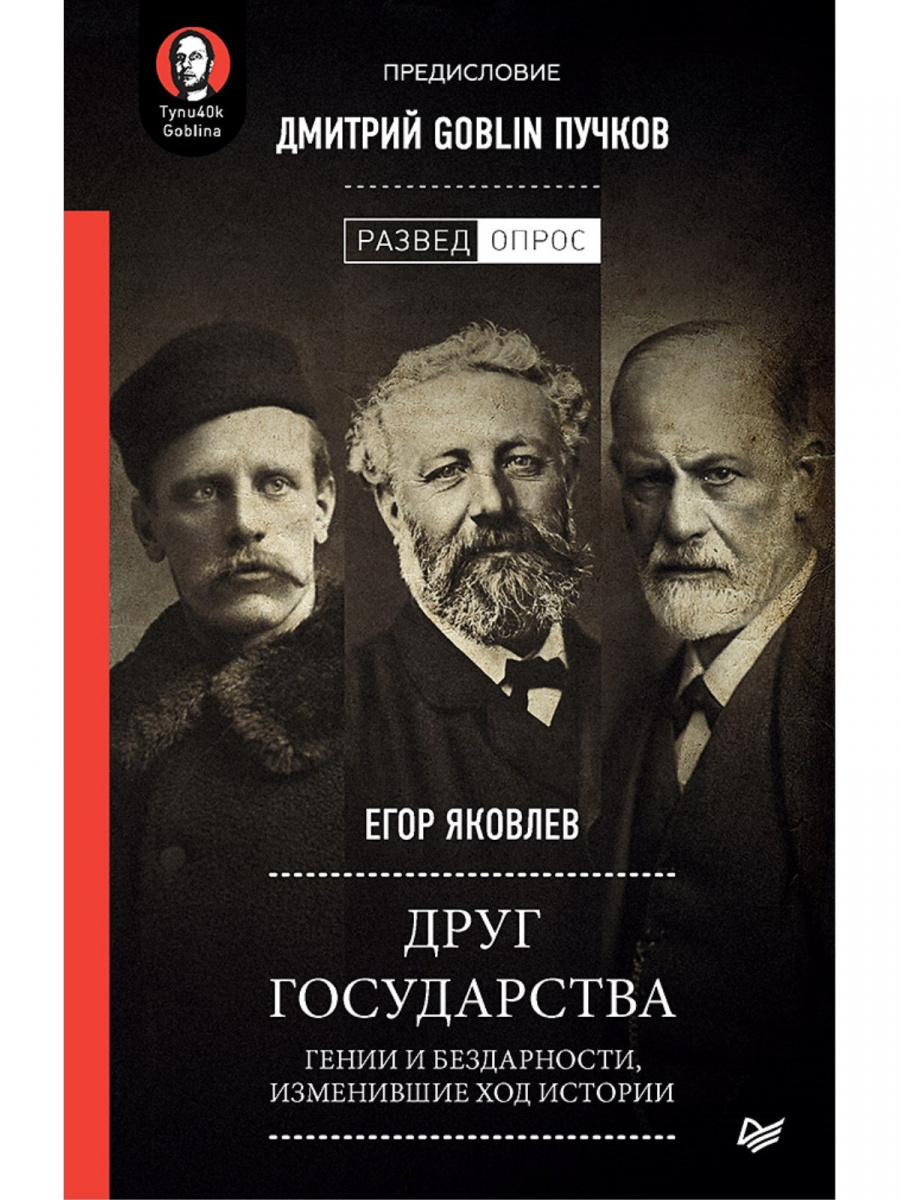 Tynu40k
Goblina
ПРЕДИСЛОВИЕ
ДМИТРИЙ GOBLIN ПУЧКОВ
РАЗВЕД ОПРОС
ЕГОР ЯКОВЛЕВ
ДРУГ
ГОСУДАРСТВА
ГЕНИИ И БЕЗДАРНОСТИ,
ИЗМЕНИВШИЕ ХОД ИСТОРИИ